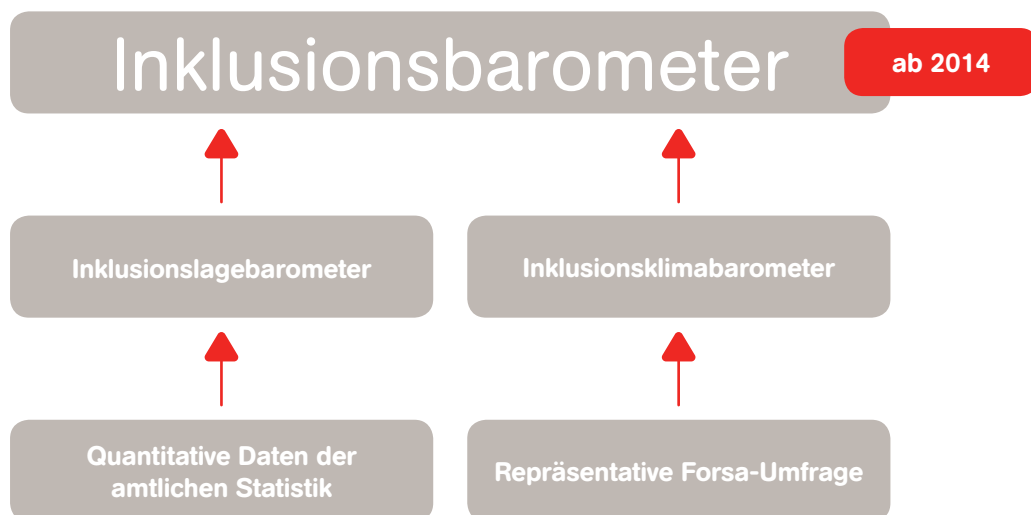 Inklusionsbarometer
ab 2014
Inklusionslagebarometer
Inklusionsklimabarometer
Quantitative Daten der
amtlichen Statistik
Repräsentative Forsa-Umfrage